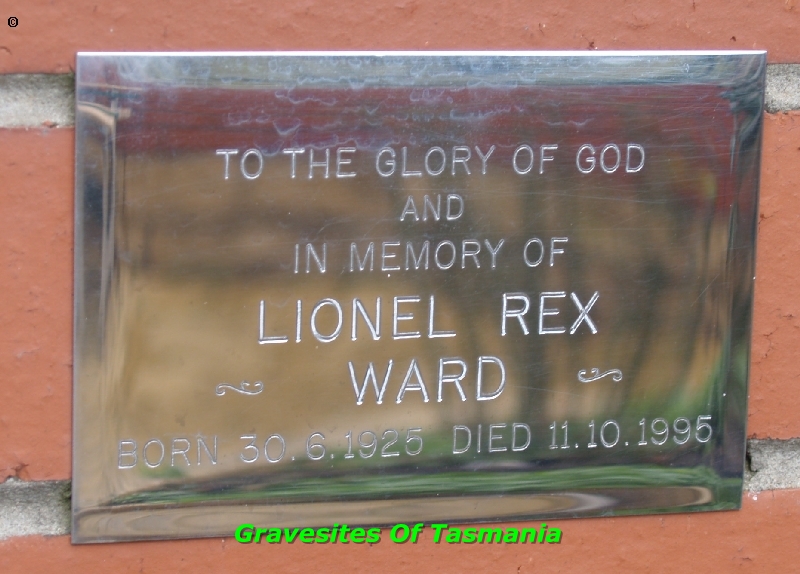 ©
TO THE GLORY OF GOD
AND
IN MEMORY OF
LIONEL REX
WARD
BORN 30.6.1925 DIED 11.10.1995
Gravesites Of Tasmania